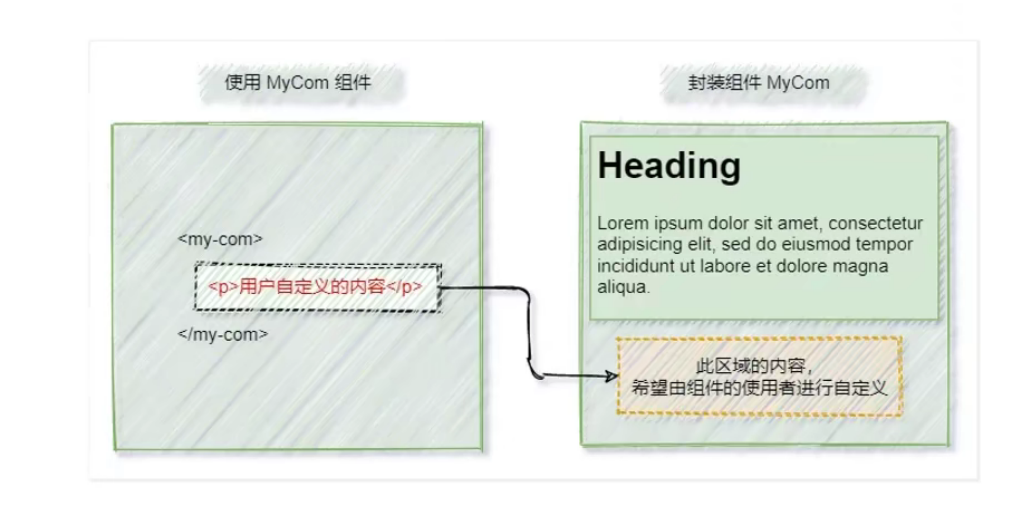 使用 MyCom 组件
<my-com>
<p>用户自定义的内容</p>
</my-com>
封装组件 MyCom
Heading
Lorem ipsum dolor sit amet, consectetur
adipisicing elit, sed do eiusmod tempor
incididunt ut labore et dolore magna
aliqua.
此区域的内容，
希望由组件的使用者进行自定义